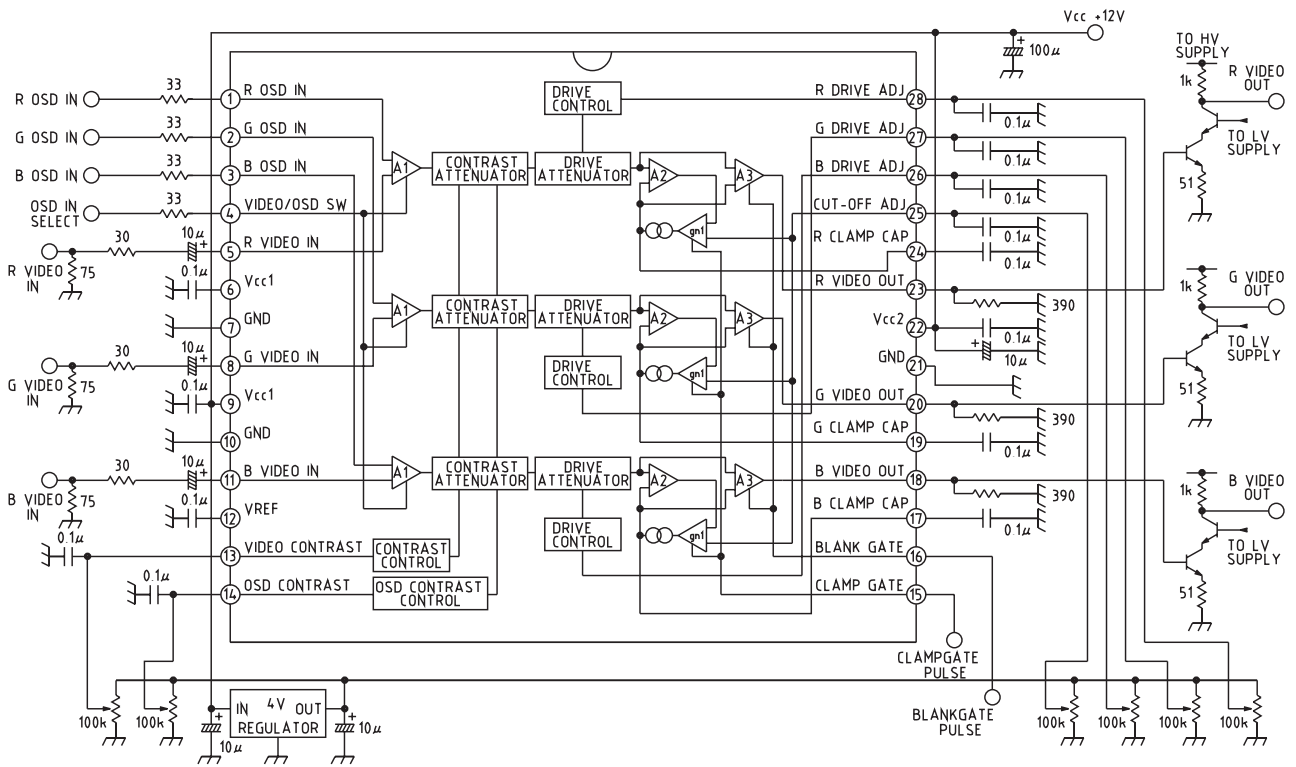 Vcc +12V
100µ
TO HV
SUPPLY
1k
R VIDEO
OUT
TO LV
SUPPLY
51
R OSD IN
33
1
R OSD IN
DRIVE
CONTROL
R DRIVE ADJ
28
0.1µ
G OSD IN
33
2
G OSD IN
G DRIVE ADJ
27
0.1µ
B OSD IN
33
3
B OSD IN
A1
CONTRAST
ATTENUATOR
DRIVE
ATTENUATOR
A2
A3
B DRIVE ADJ
26
0.1µ
OSD IN
SELECT
33
4
VIDEO/OSD SW
CUT-OFF ADJ
25
0.1µ
R VIDEO
IN
75
30
10µ
+
5
R VIDEO IN
gn1
R CLAMP CAP
24
0.1µ
0.1µ
6
Vcc1
R VIDEO OUT
23
390
7
GND
A1
CONTRAST
ATTENUATOR
DRIVE
ATTENUATOR
A2
A3
Vcc2
22
0.1µ
+
10µ
1k
G VIDEO
OUT
TO LV
SUPPLY
51
G VIDEO
IN
75
30
10µ
+
8
G VIDEO IN
DRIVE
CONTROL
gn1
GND
21
0.1µ
9
Vcc1
G VIDEO OUT
20
390
10
GND
G CLAMP CAP
19
0.1µ
B VIDEO
IN
75
30
10µ
+
11
B VIDEO IN
A1
CONTRAST
ATTENUATOR
DRIVE
ATTENUATOR
A2
A3
B VIDEO OUT
18
390
1k
B VIDEO
OUT
TO LV
SUPPLY
51
0.1µ
12
VREF
DRIVE
CONTROL
gn1
B CLAMP CAP
17
0.1µ
0.1µ
13
VIDEO CONTRAST
CONTRAST
CONTROL
BLANK GATE
16
0.1µ
14
OSD CONTRAST
OSD CONTRAST
CONTROL
CLAMP GATE
15
CLAMPGATE
PULSE
BLANKGATE
PULSE
100k
100k
+
10µ
IN
4V
OUT
REGULATOR
+
10µ
100k
100k
100k
100k